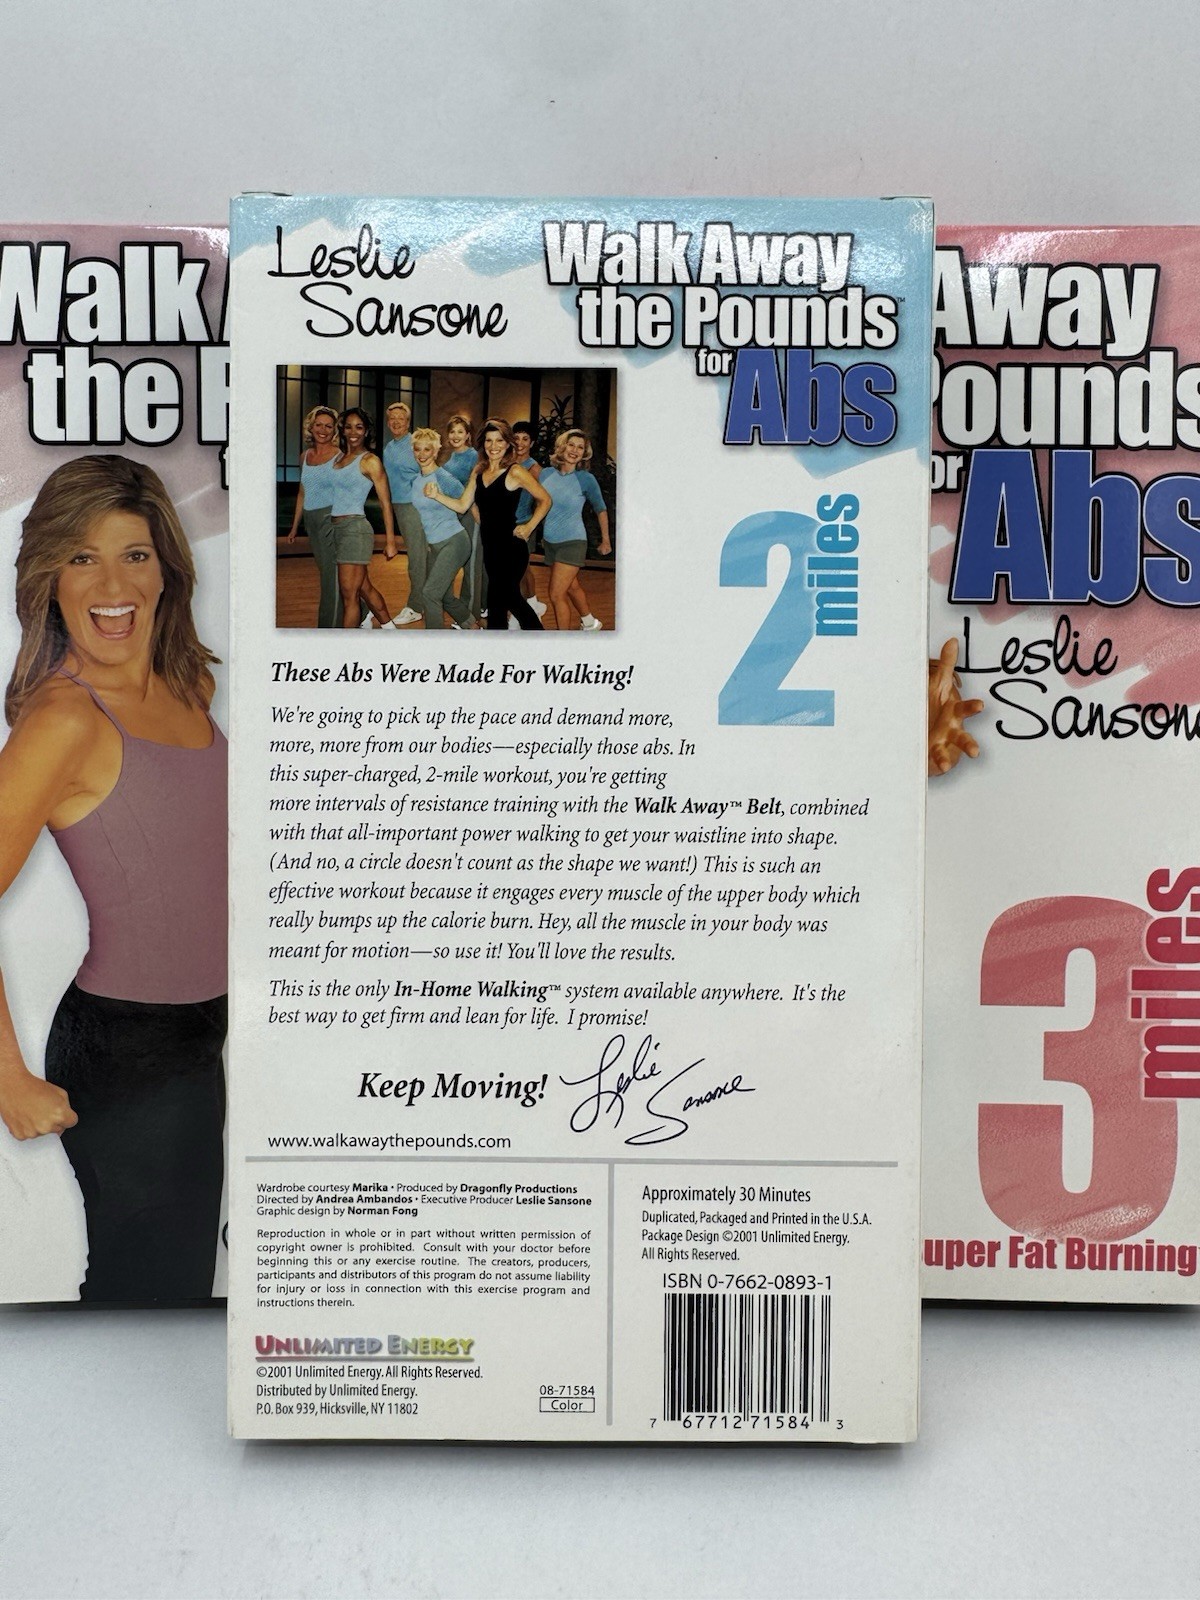 Walk
the P
Leslie
Sansone
Walk Away
the Pounds™
for Abs
2 miles
These Abs Were Made For Walking!
We're going to pick up the pace and demand more,
more, more from our bodies—especially those abs. In
this super-charged, 2-mile workout, you're getting
more intervals of resistance training with the Walk Away™ Belt, combined
with that all-important power walking to get your waistline into shape.
(And no, a circle doesn't count as the shape we want!) This is such an
effective workout because it engages every muscle of the upper body which
really bumps up the calorie burn. Hey, all the muscle in your body was
meant for motion—so use it! You'll love the results.
This is the only In-Home Walking™ system available anywhere. It's the
best way to get firm and lean for life. I promise!
Keep Moving! Leslie Sansone
www.walkawaythepounds.com
Wardrobe courtesy Marika • Produced by Dragonfly Productions
Directed by Andrea Ambandos • Executive Producer Leslie Sansone
Graphic design by Norman Fong
Reproduction in whole or in part without written permission of
copyright owner is prohibited. Consult with your doctor before
beginning this or any exercise routine. The creators, producers,
participants and distributors of this program do not assume liability
for injury or loss in connection with this exercise program and
instructions therein.
UNLIMITED ENERGY
©2001 Unlimited Energy. All Rights Reserved.
Distributed by Unlimited Energy.
P.O. Box 939, Hicksville, NY 11802
08-71584
Color
Approximately 30 Minutes
Duplicated, Packaged and Printed in the U.S.A.
Package Design ©2001 Unlimited Energy.
All Rights Reserved.
ISBN 0-7662-0893-1
7 67712 71584 3
Away
ounds
or Abs
Leslie
Sansone
3 miles
uper Fat Burning